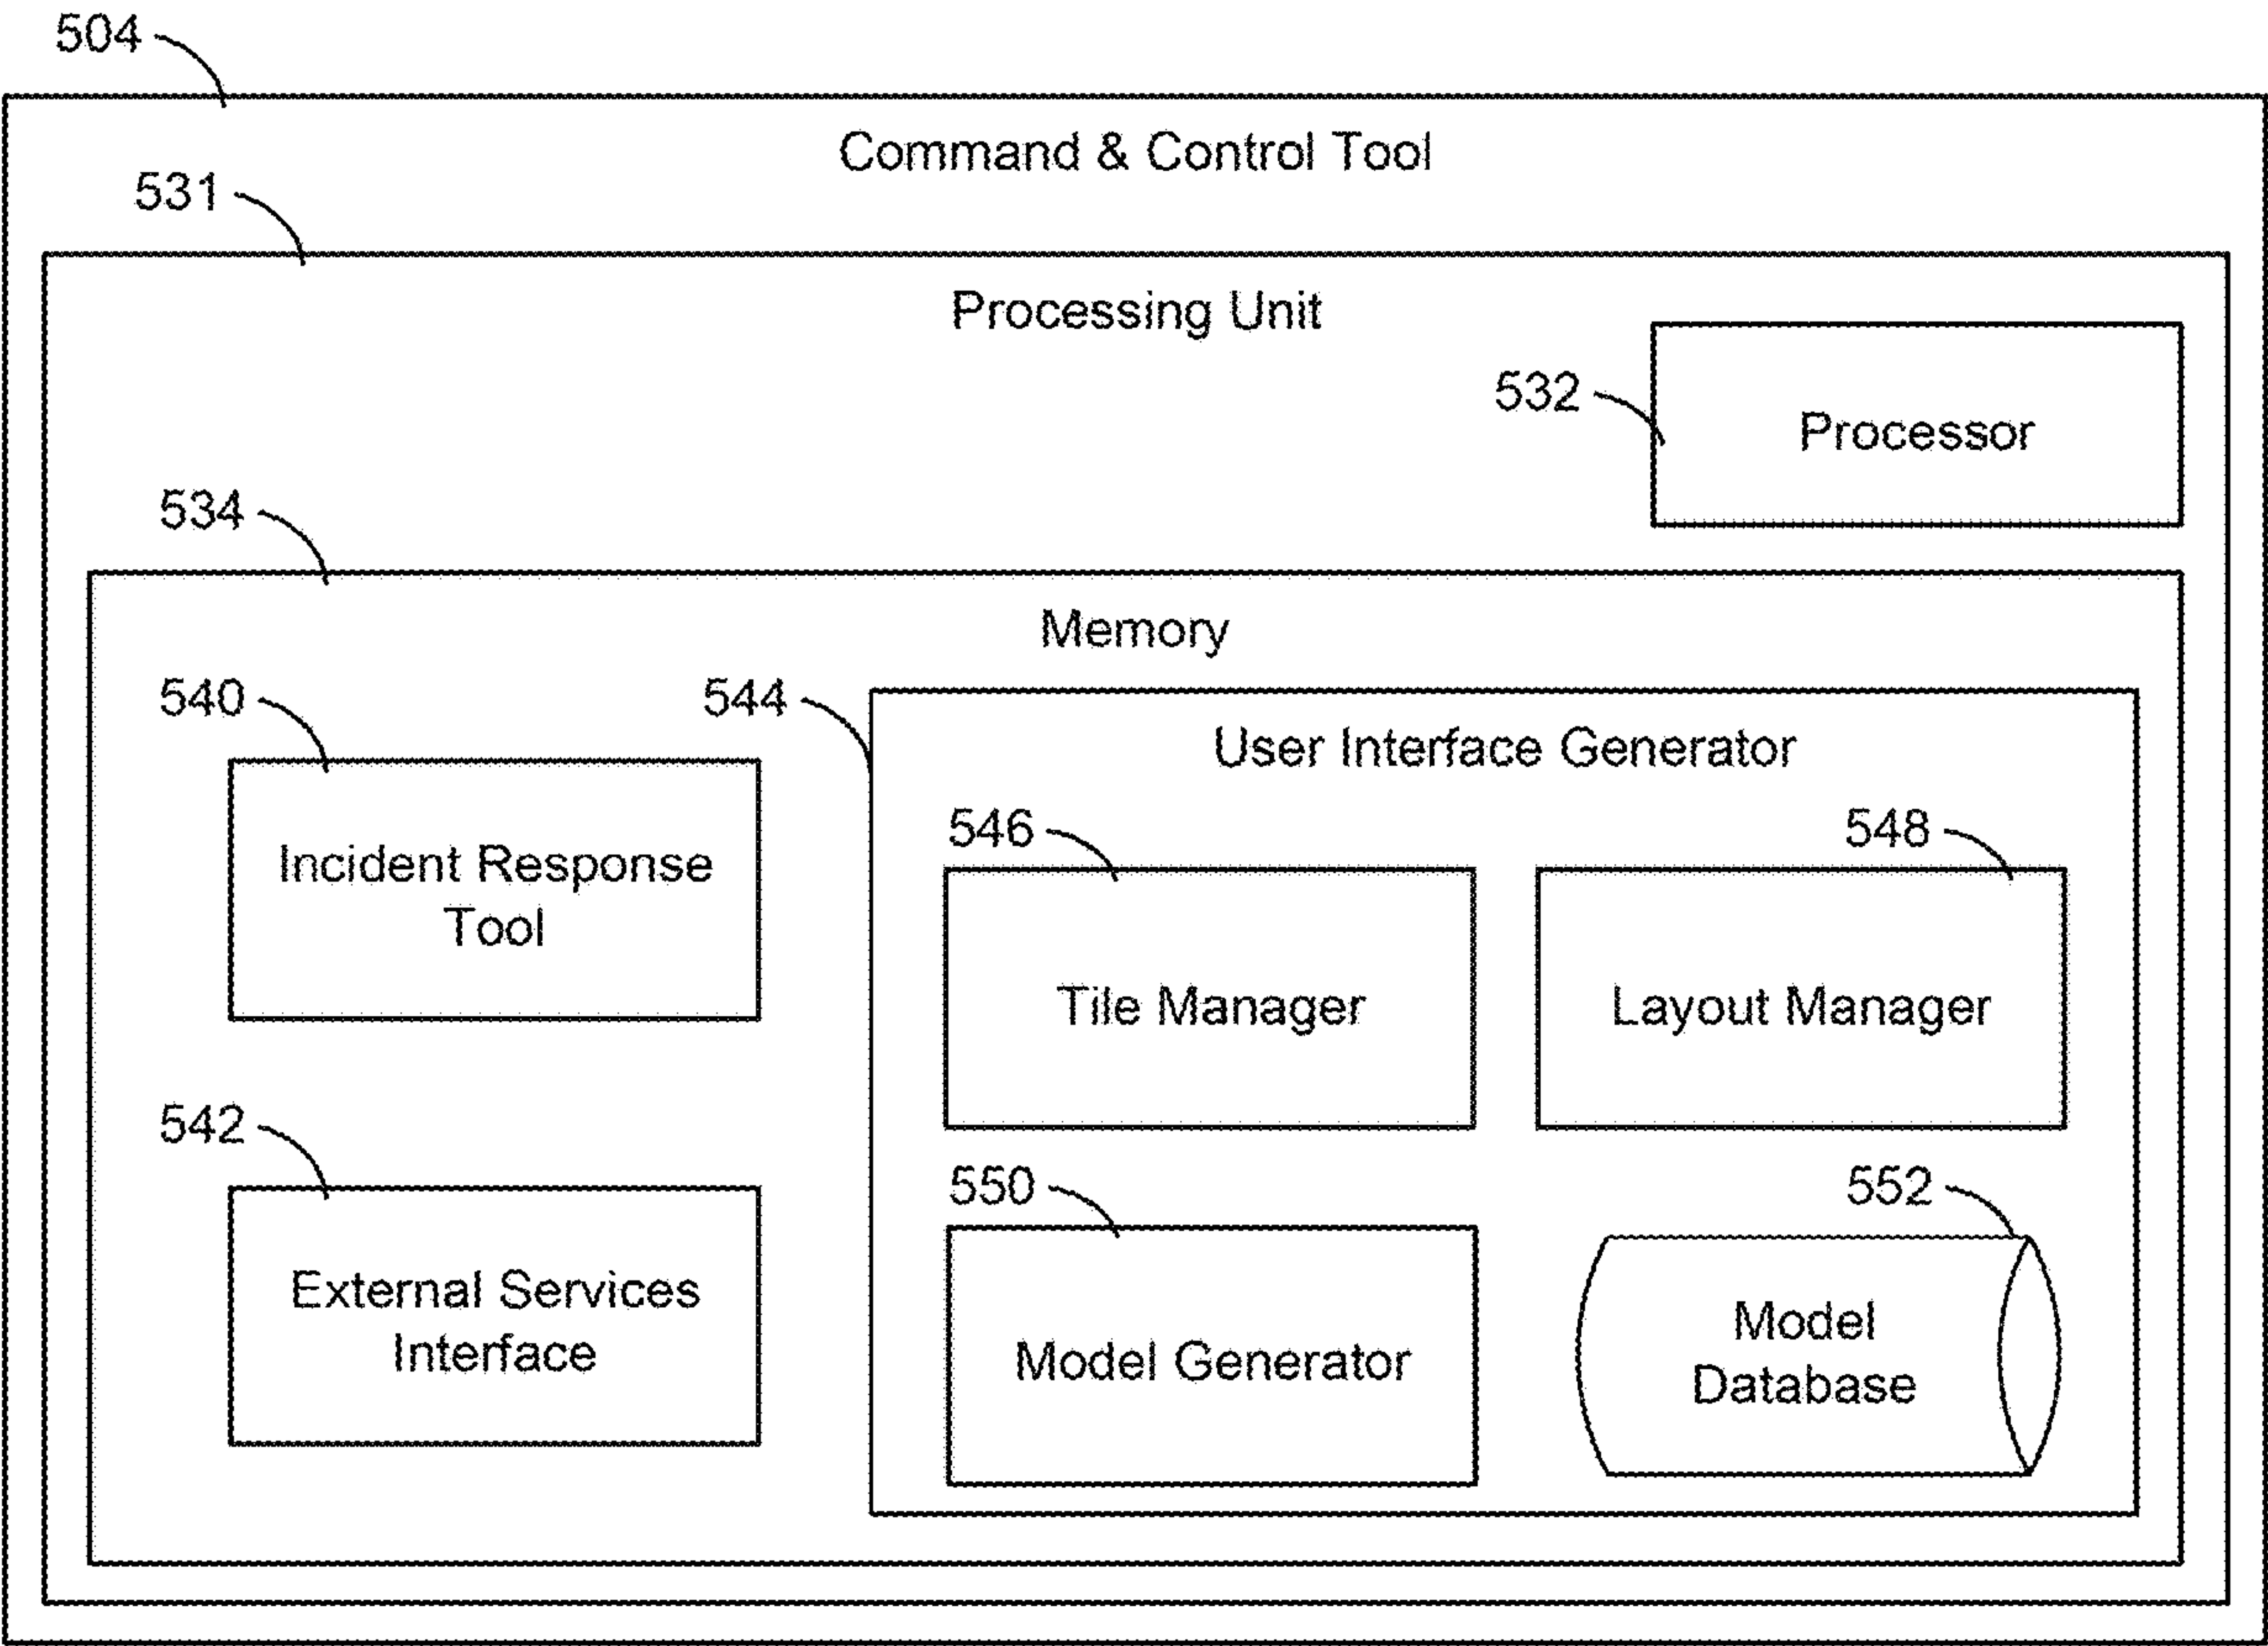 504
Command & Control Tool
531
Processing Unit
532
Processor
534
Memory
540
544
User Interface Generator
Incident Response
Tool
546
548
Tile Manager
Layout Manager
542
External Services
Interface
550
552
Model Generator
Model
Database